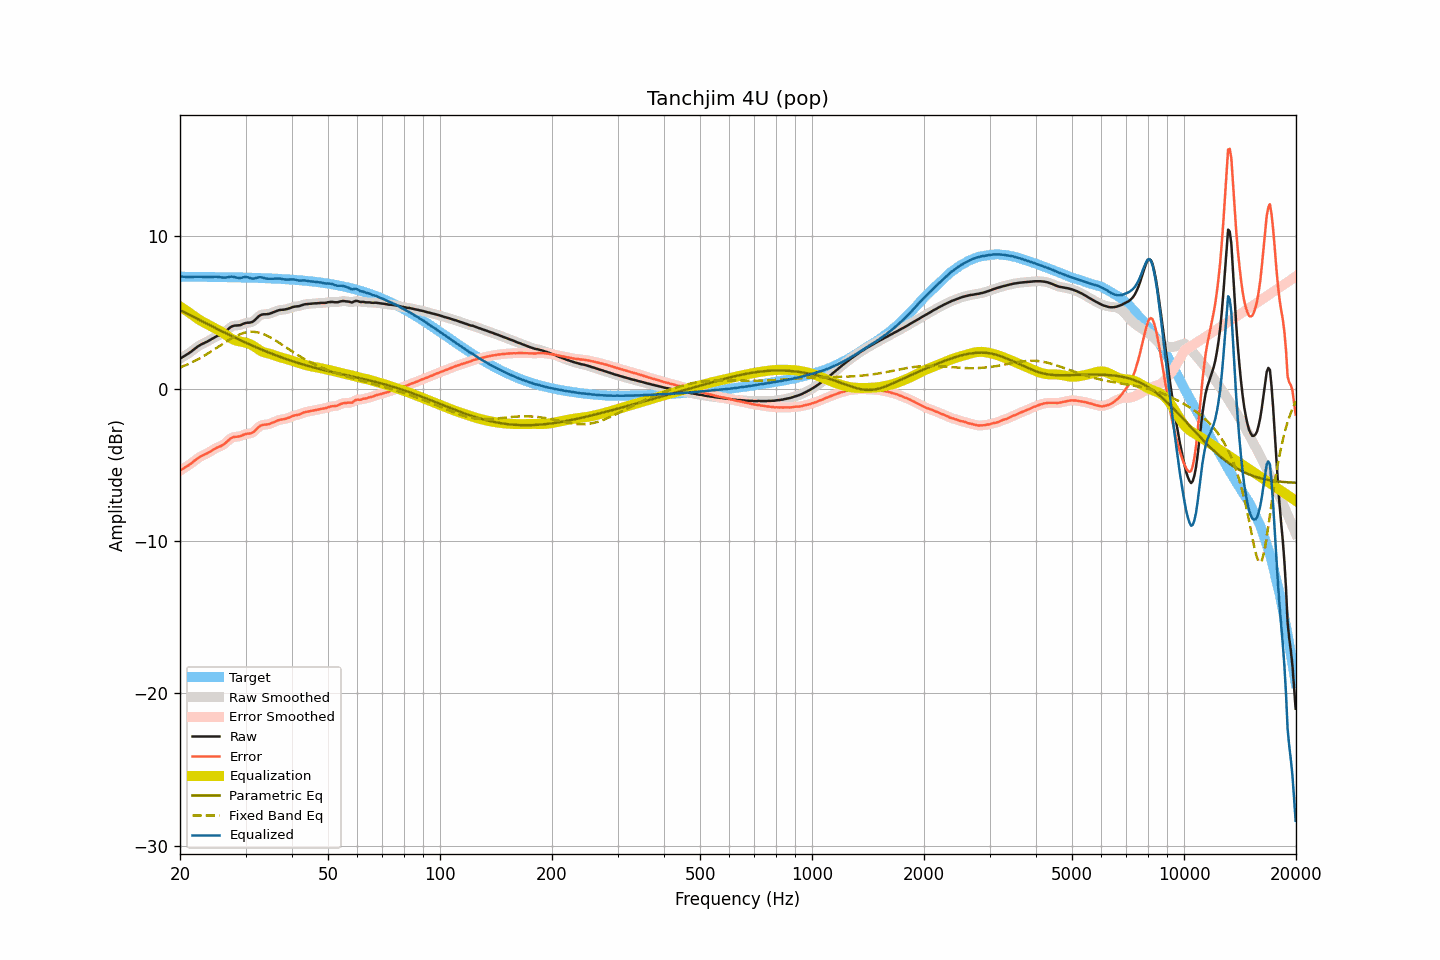 Tanchjim 4U (pop)
10
0
−10
−20
−30
Amplitude (dBr)
Target
Raw Smoothed
Error Smoothed
Raw
Error
Equalization
Parametric Eq
Fixed Band Eq
Equalized
20 50 100 200 500 1000 2000 5000 10000 20000
Frequency (Hz)